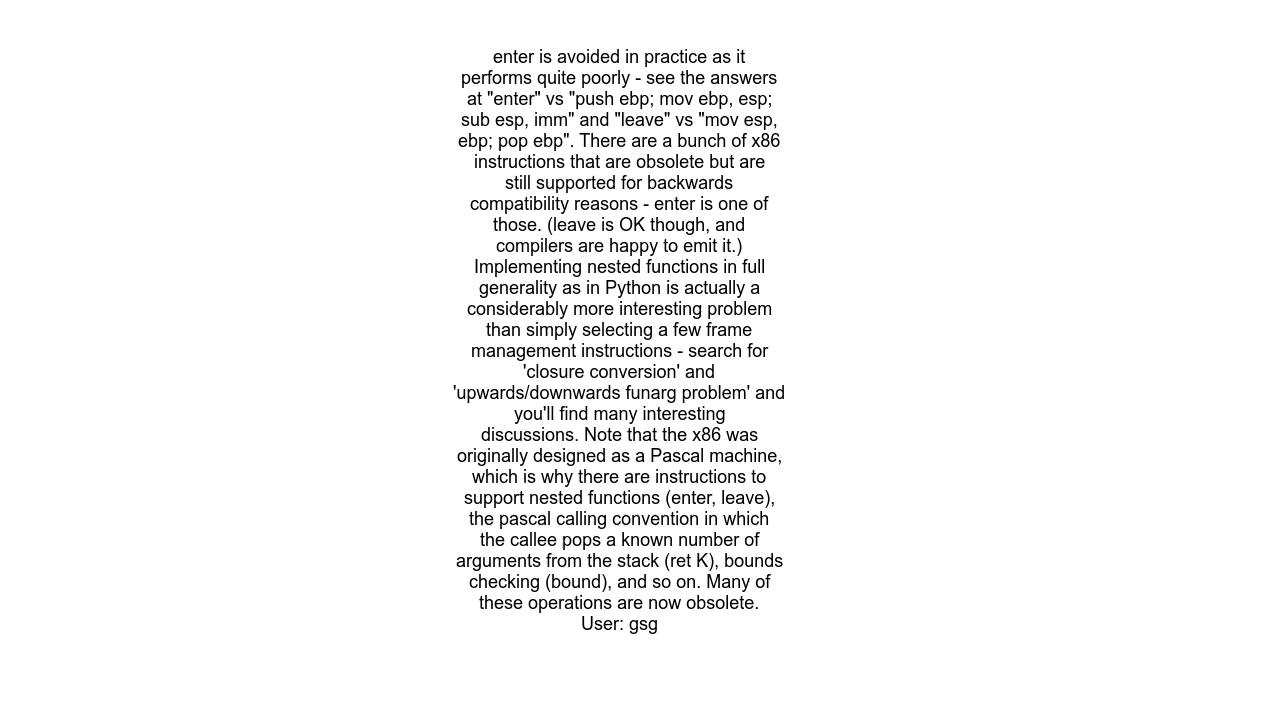 enter is avoided in practice as it
performs quite poorly - see the answers
at "enter" vs "push ebp; mov ebp, esp;
sub esp, imm" and "leave" vs "mov esp,
ebp; pop ebp". There are a bunch of x86
instructions that are obsolete but are
still supported for backwards
compatibility reasons - enter is one of
those. (leave is OK though, and
compilers are happy to emit it.)
Implementing nested functions in full
generality as in Python is actually a
considerably more interesting problem
than simply selecting a few frame
management instructions - search for
'closure conversion' and
'upwards/downwards funarg problem' and
you'll find many interesting
discussions. Note that the x86 was
originally designed as a Pascal machine,
which is why there are instructions to
support nested functions (enter, leave),
the pascal calling convention in which
the callee pops a known number of
arguments from the stack (ret K), bounds
checking (bound), and so on. Many of
these operations are now obsolete.
User: gsg